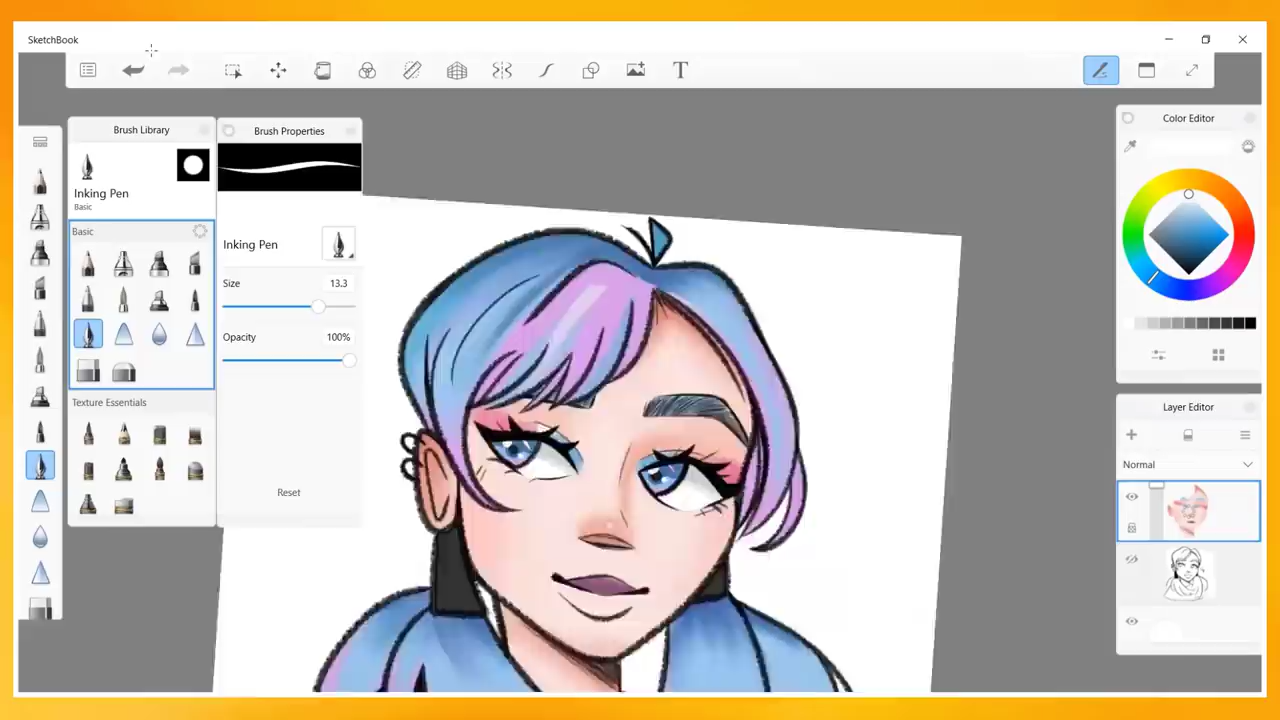 SketchBook
T
Brush Library
Brush Properties
Color Editor
Inking Pen
Basic
Basic
Inking Pen
Size
13.3
Opacity
100%
Texture Essentials
Layer Editor
Normal
Reset